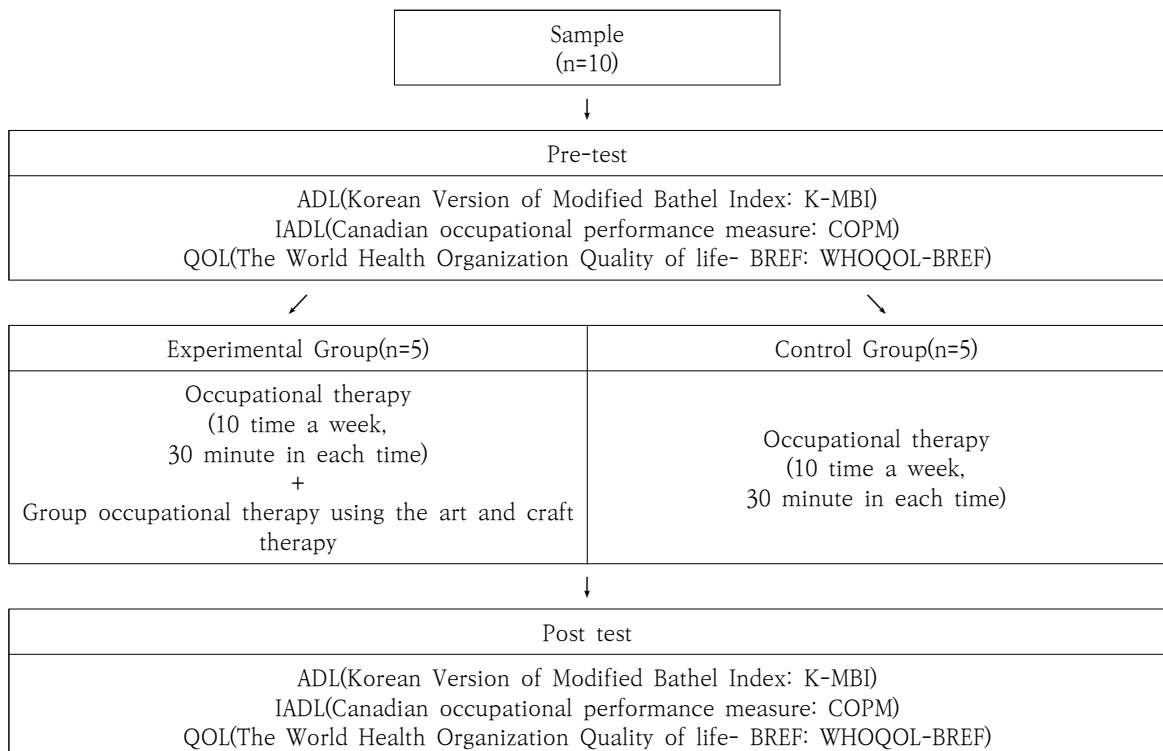 Sample
(n=10)
↓
Pre-test
ADL(Korean Version of Modified Bathel Index: K-MBI)
IADL(Canadian occupational performance measure: COPM)
QOL(The World Health Organization Quality of life- BREF: WHOQOL-BREF)
↙ ↘
Experimental Group(n=5)
Occupational therapy
(10 time a week,
30 minute in each time)
+
Group occupational therapy using the art and craft
therapy
Control Group(n=5)
Occupational therapy
(10 time a week,
30 minute in each time)
↓
Post test
ADL(Korean Version of Modified Bathel Index: K-MBI)
IADL(Canadian occupational performance measure: COPM)
QOL(The World Health Organization Quality of life- BREF: WHOQOL-BREF)